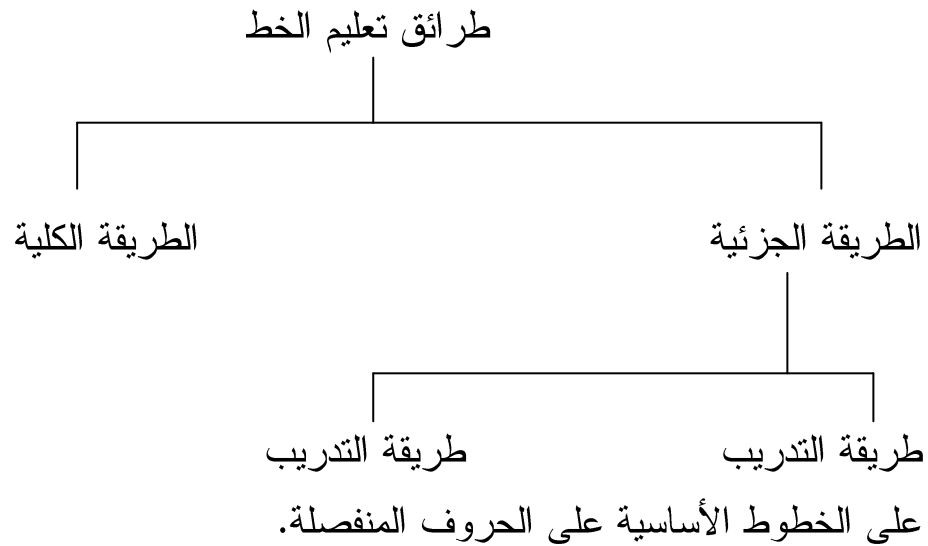 طرائق تعليم الخط
الطريقة الجزئية
الطريقة الكلية
طريقة التدريب
طريقة التدريب
على الخطوط الأساسية على الحروف المنفصلة.